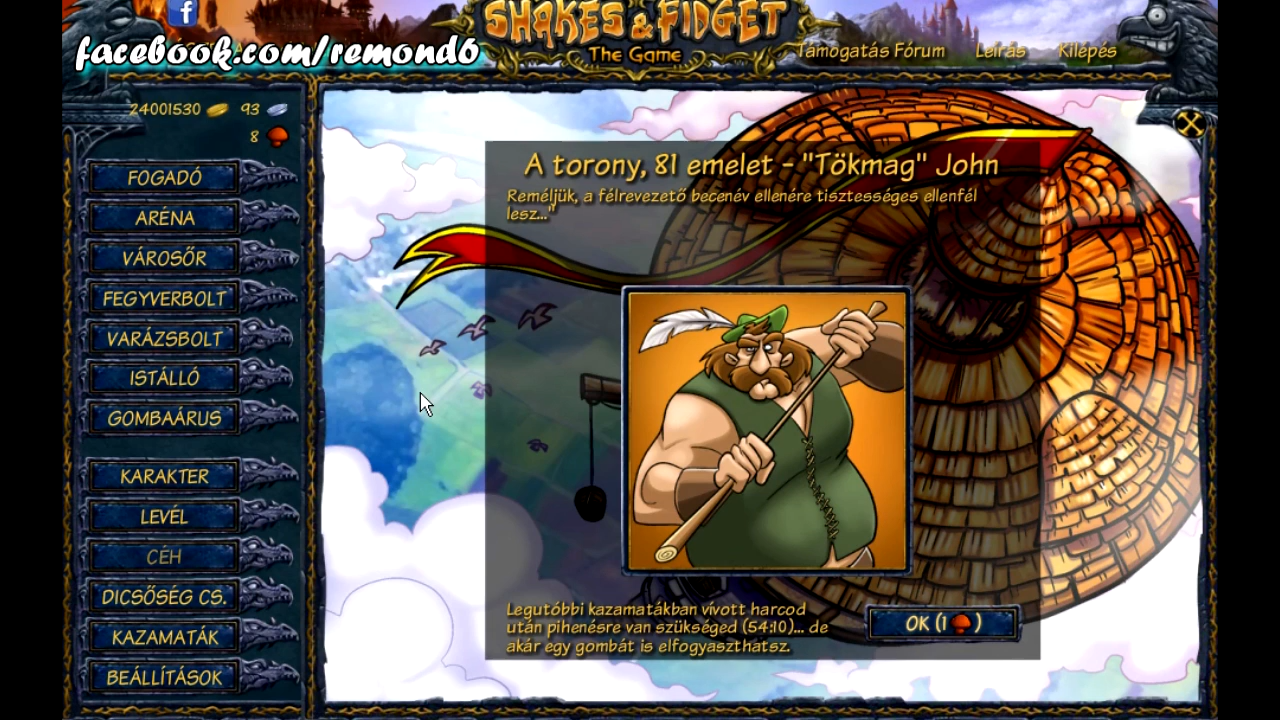 f
facebook.com/remond6
SHAKES & FIDGET
The Game
Támogatás Fórum
Leírás
Kilépés
24001530
93
8
FOGADÓ
ARÉNA
VÁROSŐR
FEGYVERBOLT
VARÁZSBOLT
ISTÁLLÓ
GOMBAÁRUS
KARAKTER
LEVÉL
CÉH
DICSŐSÉG CS.
KAZAMATÁK
BEÁLLÍTÁSOK
A torony, 81 emelet - "Tökmag" John
Reméljük, a félrevezető becenév ellenére tisztességes ellenfél
lesz..."
Legutóbbi kazamatákban vívott harcod
után pihenésre van szükséged (54:10)... de
akár egy gombát is elfogyaszthatsz.
OK (1 )